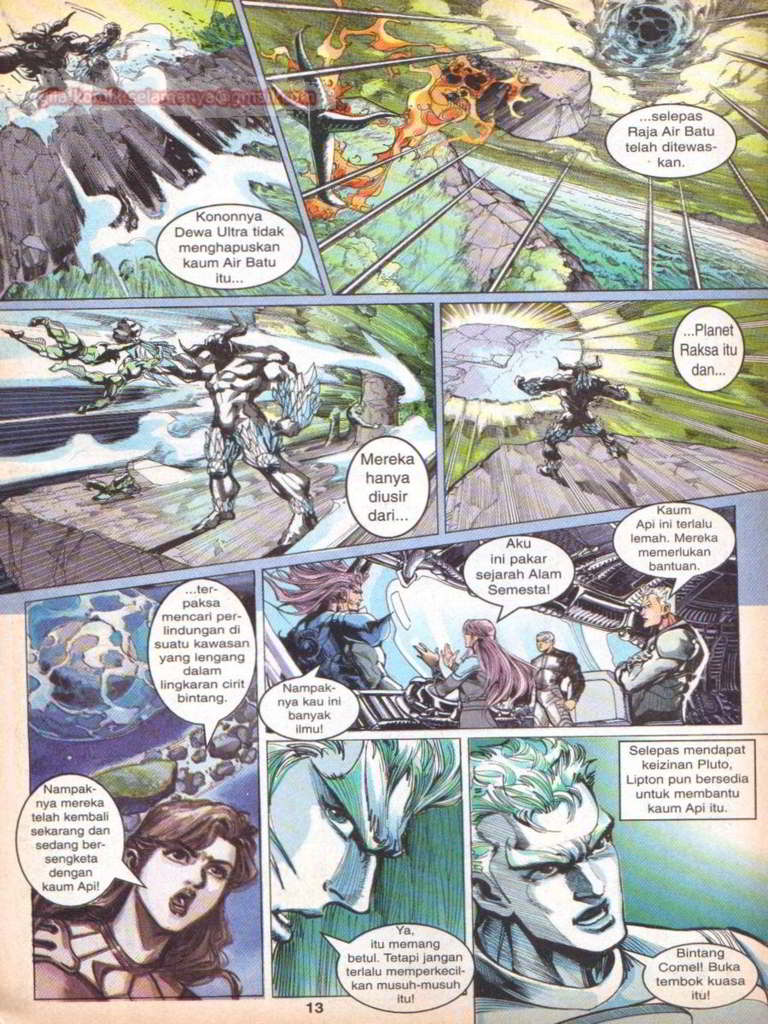 Kononnya
Dewa Ultra tidak
menghapuskan
kaum Air Batu
itu...
...selepas
Raja Air Batu
telah ditewas-
kan.
Mereka
hanya
diusir
dari...
...Planet
Raksa itu
dan...
...ter-
paksa
mencari per-
lindungan di
suatu kawasan
yang lengang
dalam
lingkaran cirit
bintang.
Nampak-
nya mereka
telah kembali
sekarang dan
sedang ber-
sengketa
dengan
kaum Api!
Nampak-
nya kau ini
banyak
ilmu!
Aku
ini pakar
sejarah Alam
Semesta!
Kaum
Api ini terlalu
lemah. Mereka
memerlukan
bantuan.
Ya,
itu memang
betul. Tetapi jangan
terlalu memperkecil-
kan musuh-musuh
itu!
Selepas mendapat
keizinan Pluto,
Lipton pun bersedia
untuk membantu
kaum Api itu.
Bintang
Comel! Buka
tembok kuasa
itu!
13